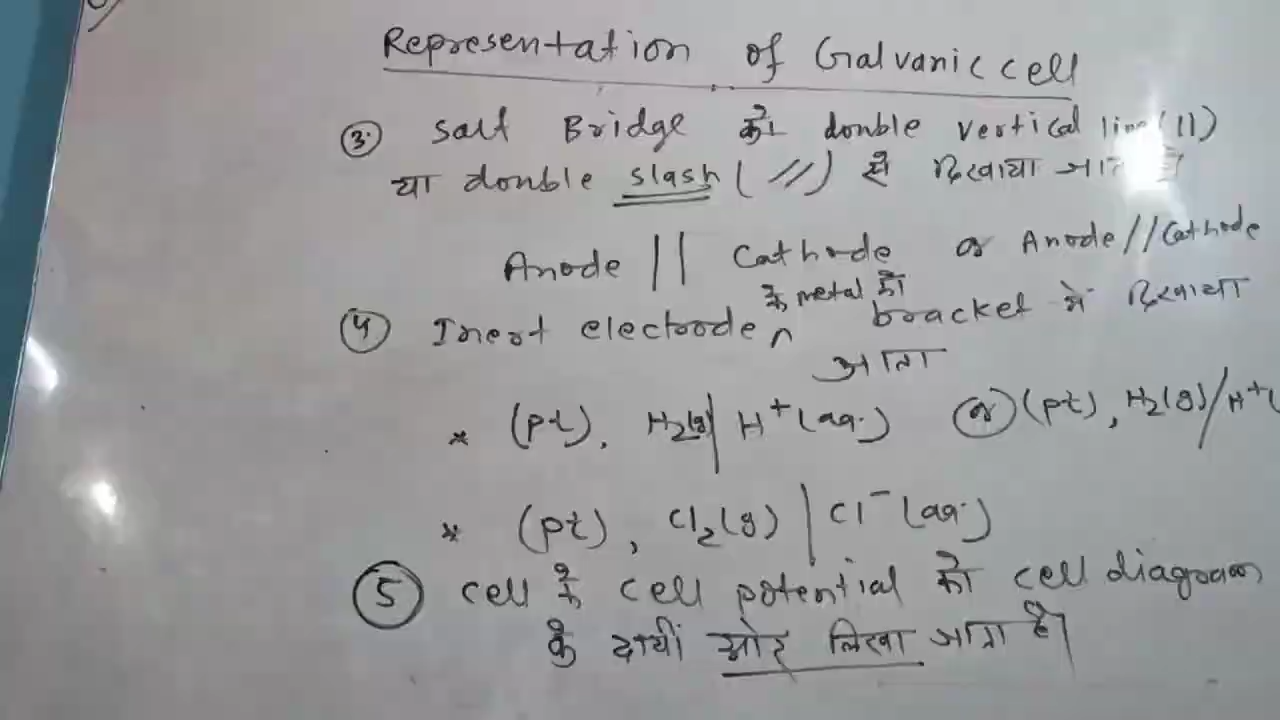 Representation of Galvanic cell
③ Salt Bridge को double vertical line (||)
या double slash (//) से दिखाया जाता है
Anode || Cathode or Anode // Cathode
④ Inert electrode ^ के metal को bracket में दिखाया
जाता
* (pt), H₂(g) | H⁺(aq.) or (pt), H₂(g) / H⁺(
* (pt), Cl₂(g) | Cl⁻(aq.)
⑤ cell के cell potential को cell diagram
के दायीं ओर लिखा जाता है।